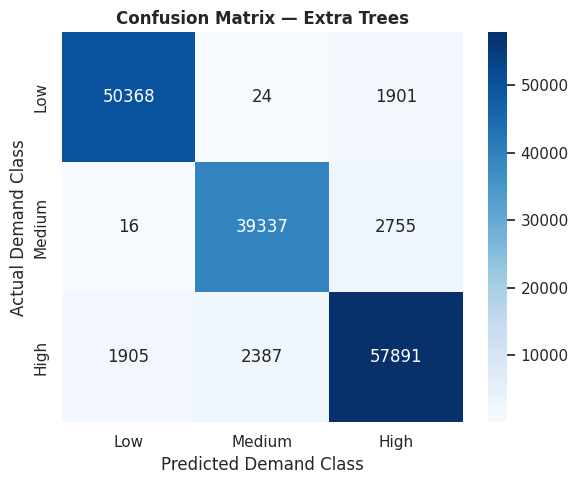 Confusion Matrix — Extra Trees
Actual Demand Class
Low
50368
24
1901
Medium
16
39337
2755
High
1905
2387
57891
Low
Medium
High
Predicted Demand Class
50000
40000
30000
20000
10000